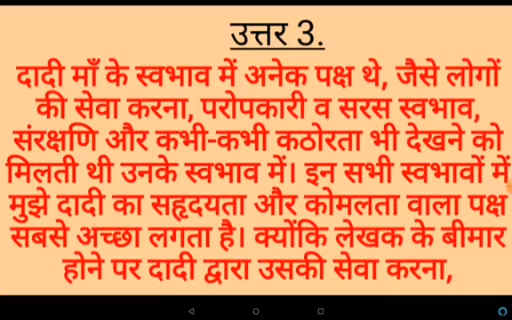 उत्तर 3.
दादी माँ के स्वभाव में अनेक पक्ष थे, जैसे लोगों
की सेवा करना, परोपकारी व सरस स्वभाव,
संरक्षणि और कभी-कभी कठोरता भी देखने को
मिलती थी उनके स्वभाव में। इन सभी स्वभावों में
मुझे दादी का सहृदयता और कोमलता वाला पक्ष
सबसे अच्छा लगता है। क्योंकि लेखक के बीमार
होने पर दादी द्वारा उसकी सेवा करना,